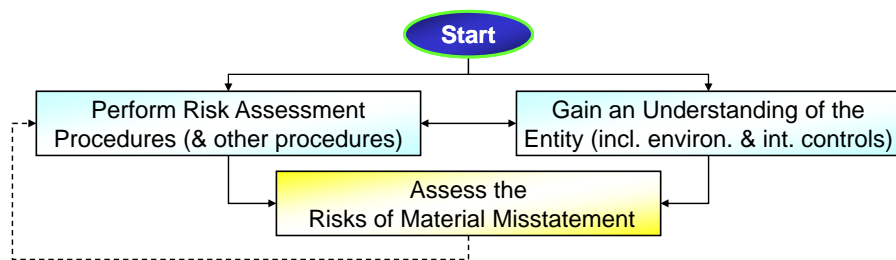 Start
Perform Risk Assessment
Procedures (& other procedures)
Gain an Understanding of the
Entity (incl. environ. & int. controls)
Assess the
Risks of Material Misstatement